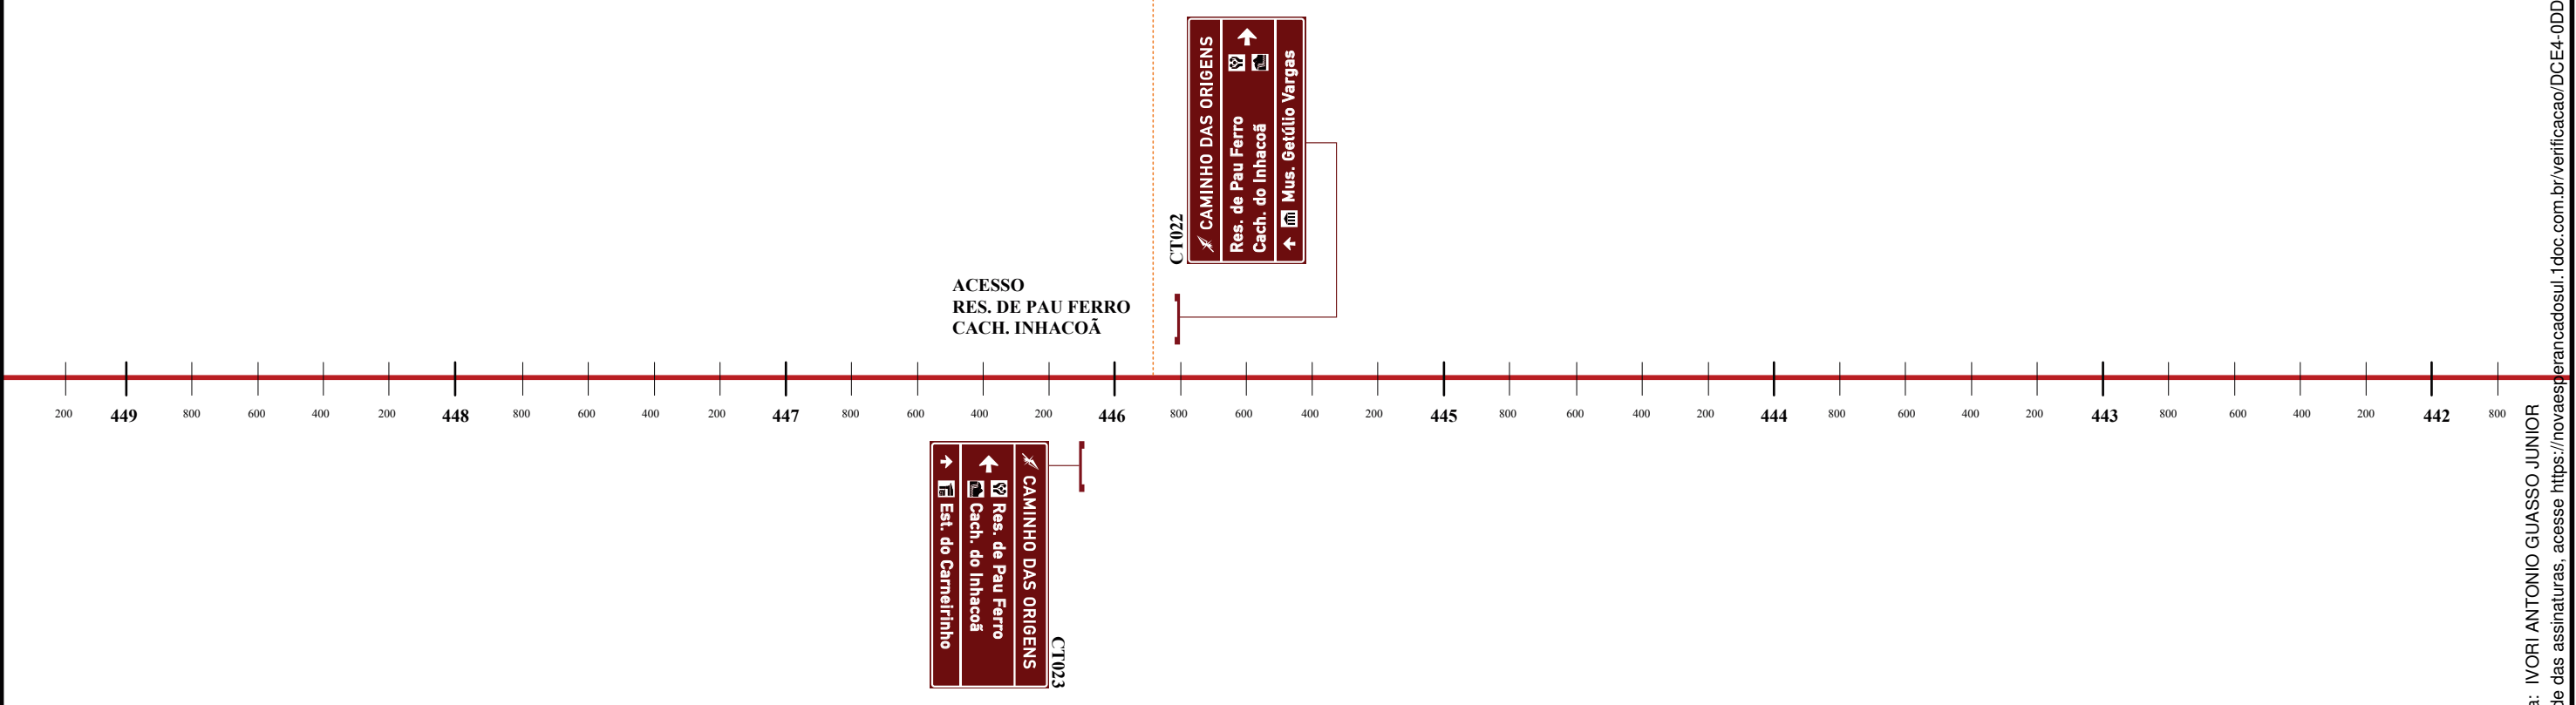 CT022
CAMINHO DAS ORIGENS
Res. de Pau Ferro
Cach. do Inhacoã
Mus. Getúlio Vargas
ACESSO
RES. DE PAU FERRO
CACH. INHACOÃ
200 449 800 600 400 200 448 800 600 400 200 447 800 600 400 200 446 800 600 400 200 445 800 600 400 200 444 800 600 400 200 443 800 600 400 200 442 800
CT023
CAMINHO DAS ORIGENS
Res. de Pau Ferro
Cach. do Inhacoã
Est. do Carneirinho
a: IVORI ANTONIO GUASSO JUNIOR
de das assinaturas, acesse https://novaesperancadosul.1doc.com.br/verificacao/DCE4-0DD